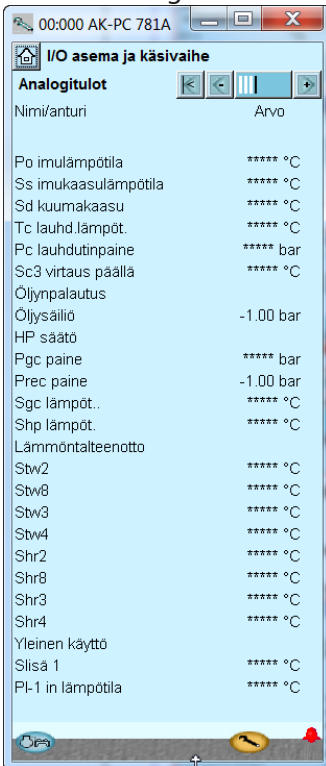 00:000 AK-PC 781A
I/O asema ja käsivaihe
Analogitulot
Nimi/anturi Arvo
Po imulämpötila ***** °C
Ss imukaasulämpötila ***** °C
Sd kuumakaasu ***** °C
Tc lauhd.lämpöt. ***** °C
Pc lauhdutinpaine ***** bar
Sc3 virtaus päällä ***** °C
Öljynpalautus
Öljysäiliö -1.00 bar
HP säätö
Pgc paine ***** bar
Prec paine -1.00 bar
Sgc lämpöt.. ***** °C
Shp lämpöt. ***** °C
Lämmöntalteenotto
Stw2 ***** °C
Stw8 ***** °C
Stw3 ***** °C
Stw4 ***** °C
Shr2 ***** °C
Shr8 ***** °C
Shr3 ***** °C
Shr4 ***** °C
Yleinen käyttö
Slisä 1 ***** °C
PI-1 in lämpötila ***** °C